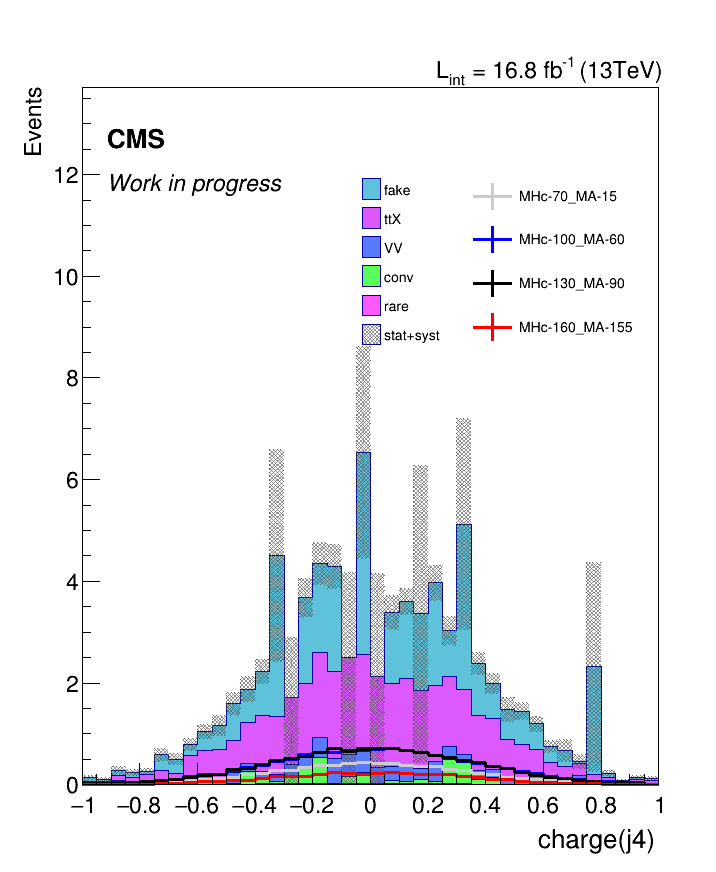 L_int = 16.8 fb^-1 (13TeV)
Events
CMS
Work in progress
fake
ttX
VV
conv
rare
stat+syst
MHc-70_MA-15
MHc-100_MA-60
MHc-130_MA-90
MHc-160_MA-155
12
10
8
6
4
2
0
−1 −0.8 −0.6 −0.4 −0.2 0 0.2 0.4 0.6 0.8 1
charge(j4)